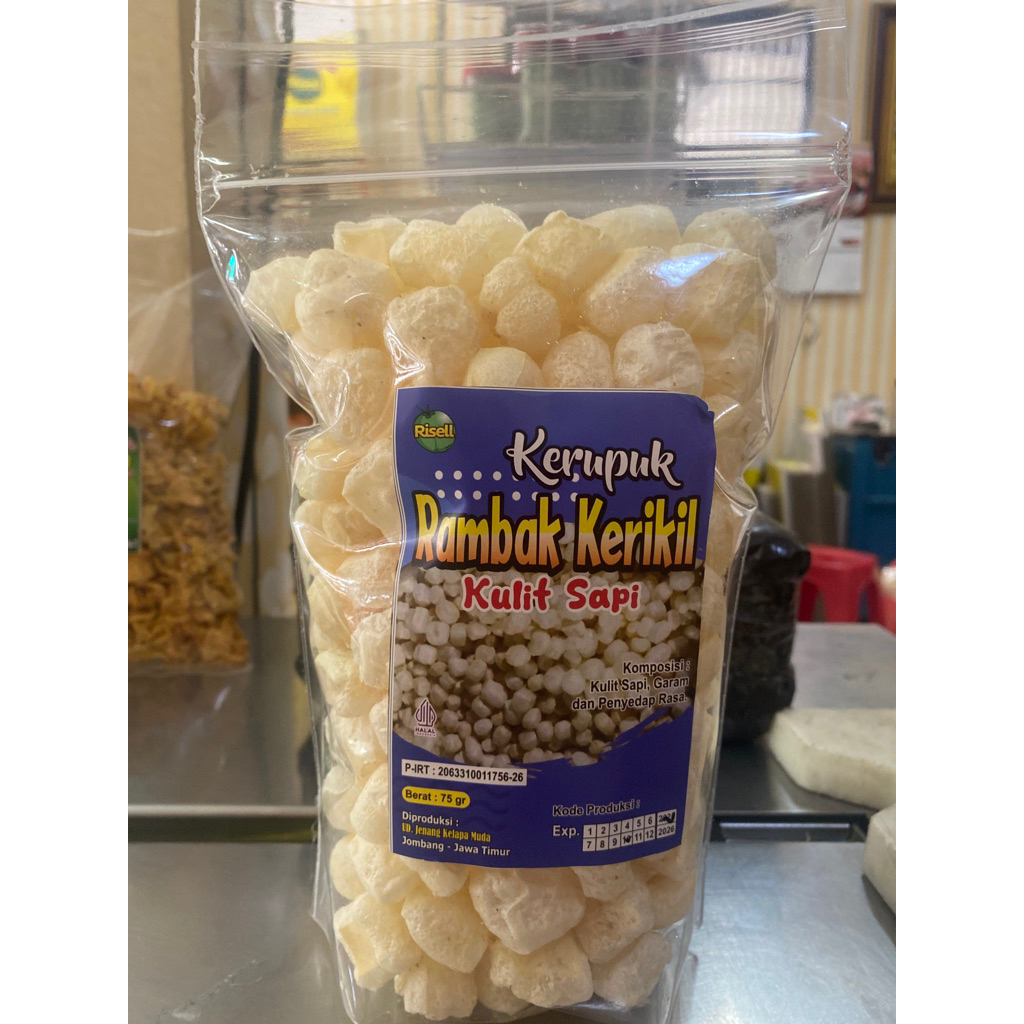 Risell
Kerupuk
Rambak Kerikil
Kulit Sapi
Komposisi :
Kulit Sapi, Garam
dan Penyedap Rasa.
HALAL
P-IRT : 2063310011756-26
Berat : 75 gr
Diproduksi :
UD. Jenang Kelapa Muda
Jombang - Jawa Timur
Kode Produksi :
Exp. 1 2 3 4 5 6
7 8 9 11 12 2026